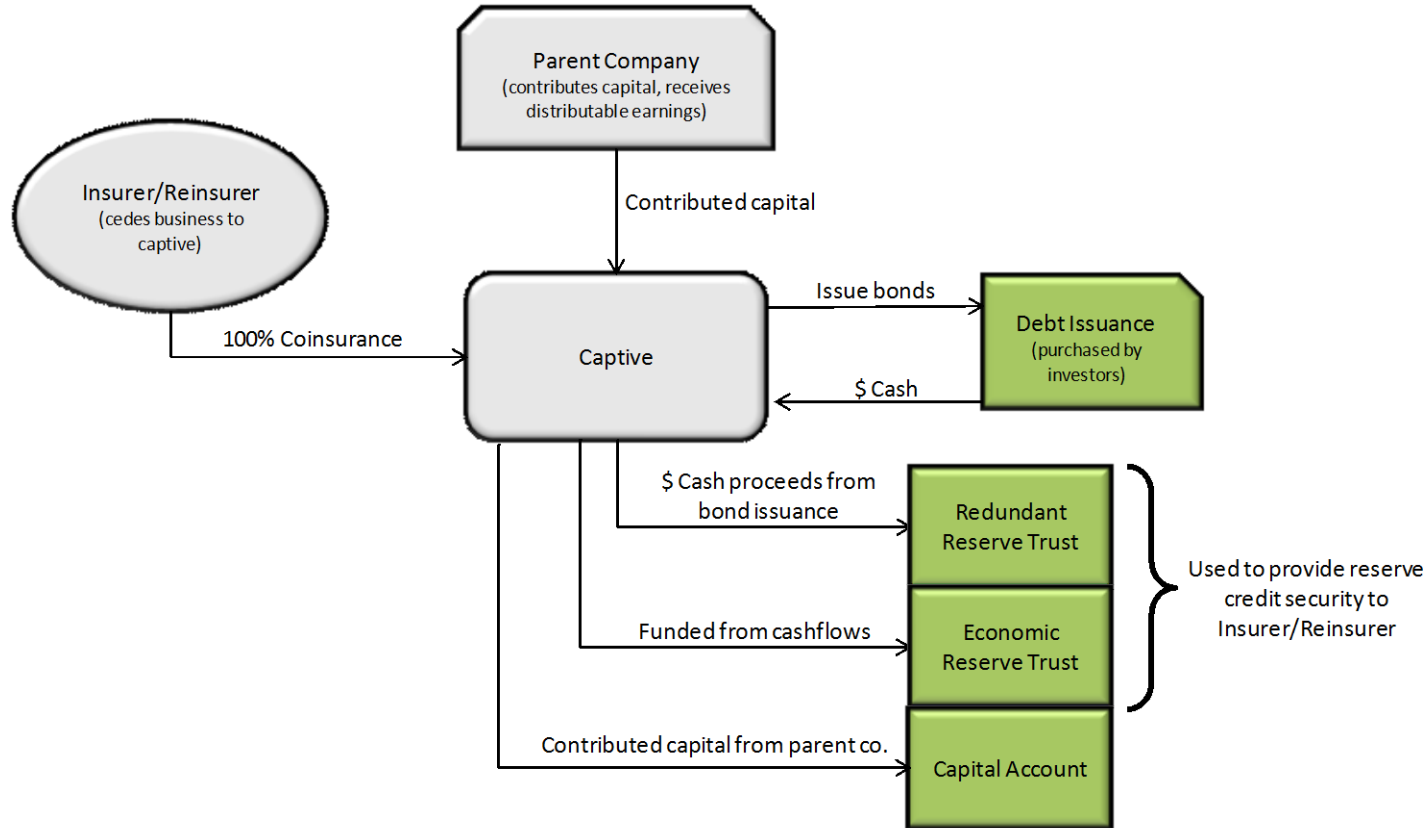 Parent Company
(contributes capital, receives
distributable earnings)
Insurer/Reinsurer
(cedes business to
captive)
Contributed capital
100% Coinsurance
Captive
Issue bonds
Debt Issuance
(purchased by
investors)
$ Cash
$ Cash proceeds from
bond issuance
Redundant
Reserve Trust
Used to provide reserve
credit security to
Insurer/Reinsurer
Funded from cashflows
Economic
Reserve Trust
Contributed capital from parent co.
Capital Account